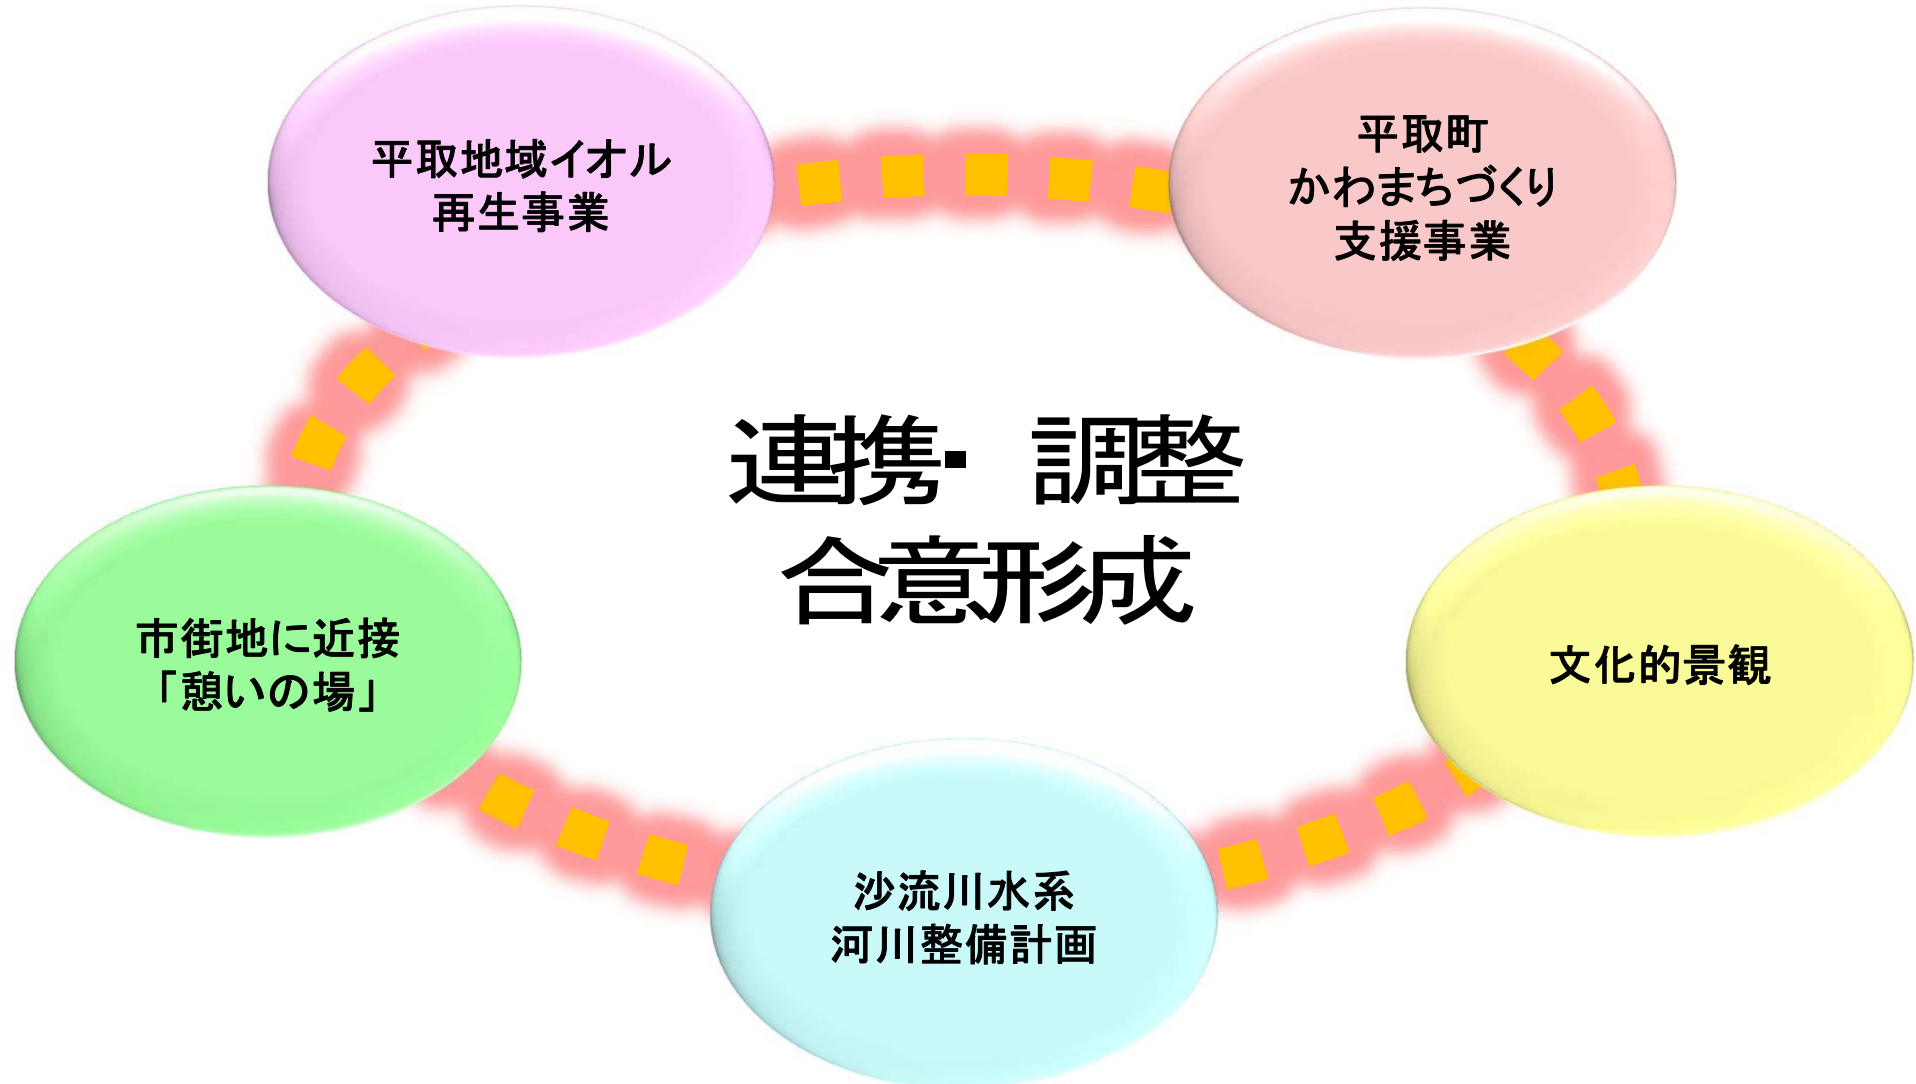 平取地域イオル
再生事業
平取町
かわまちづくり
支援事業
連携・調整
合意形成
市街地に近接
「憩いの場」
文化的景観
沙流川水系
河川整備計画